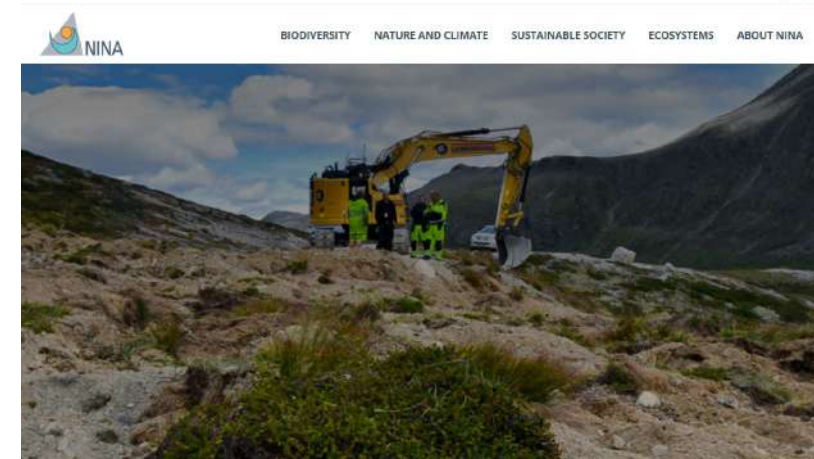 NINA
BIODIVERSITY NATURE AND CLIMATE SUSTAINABLE SOCIETY ECOSYSTEMS ABOUT NINA